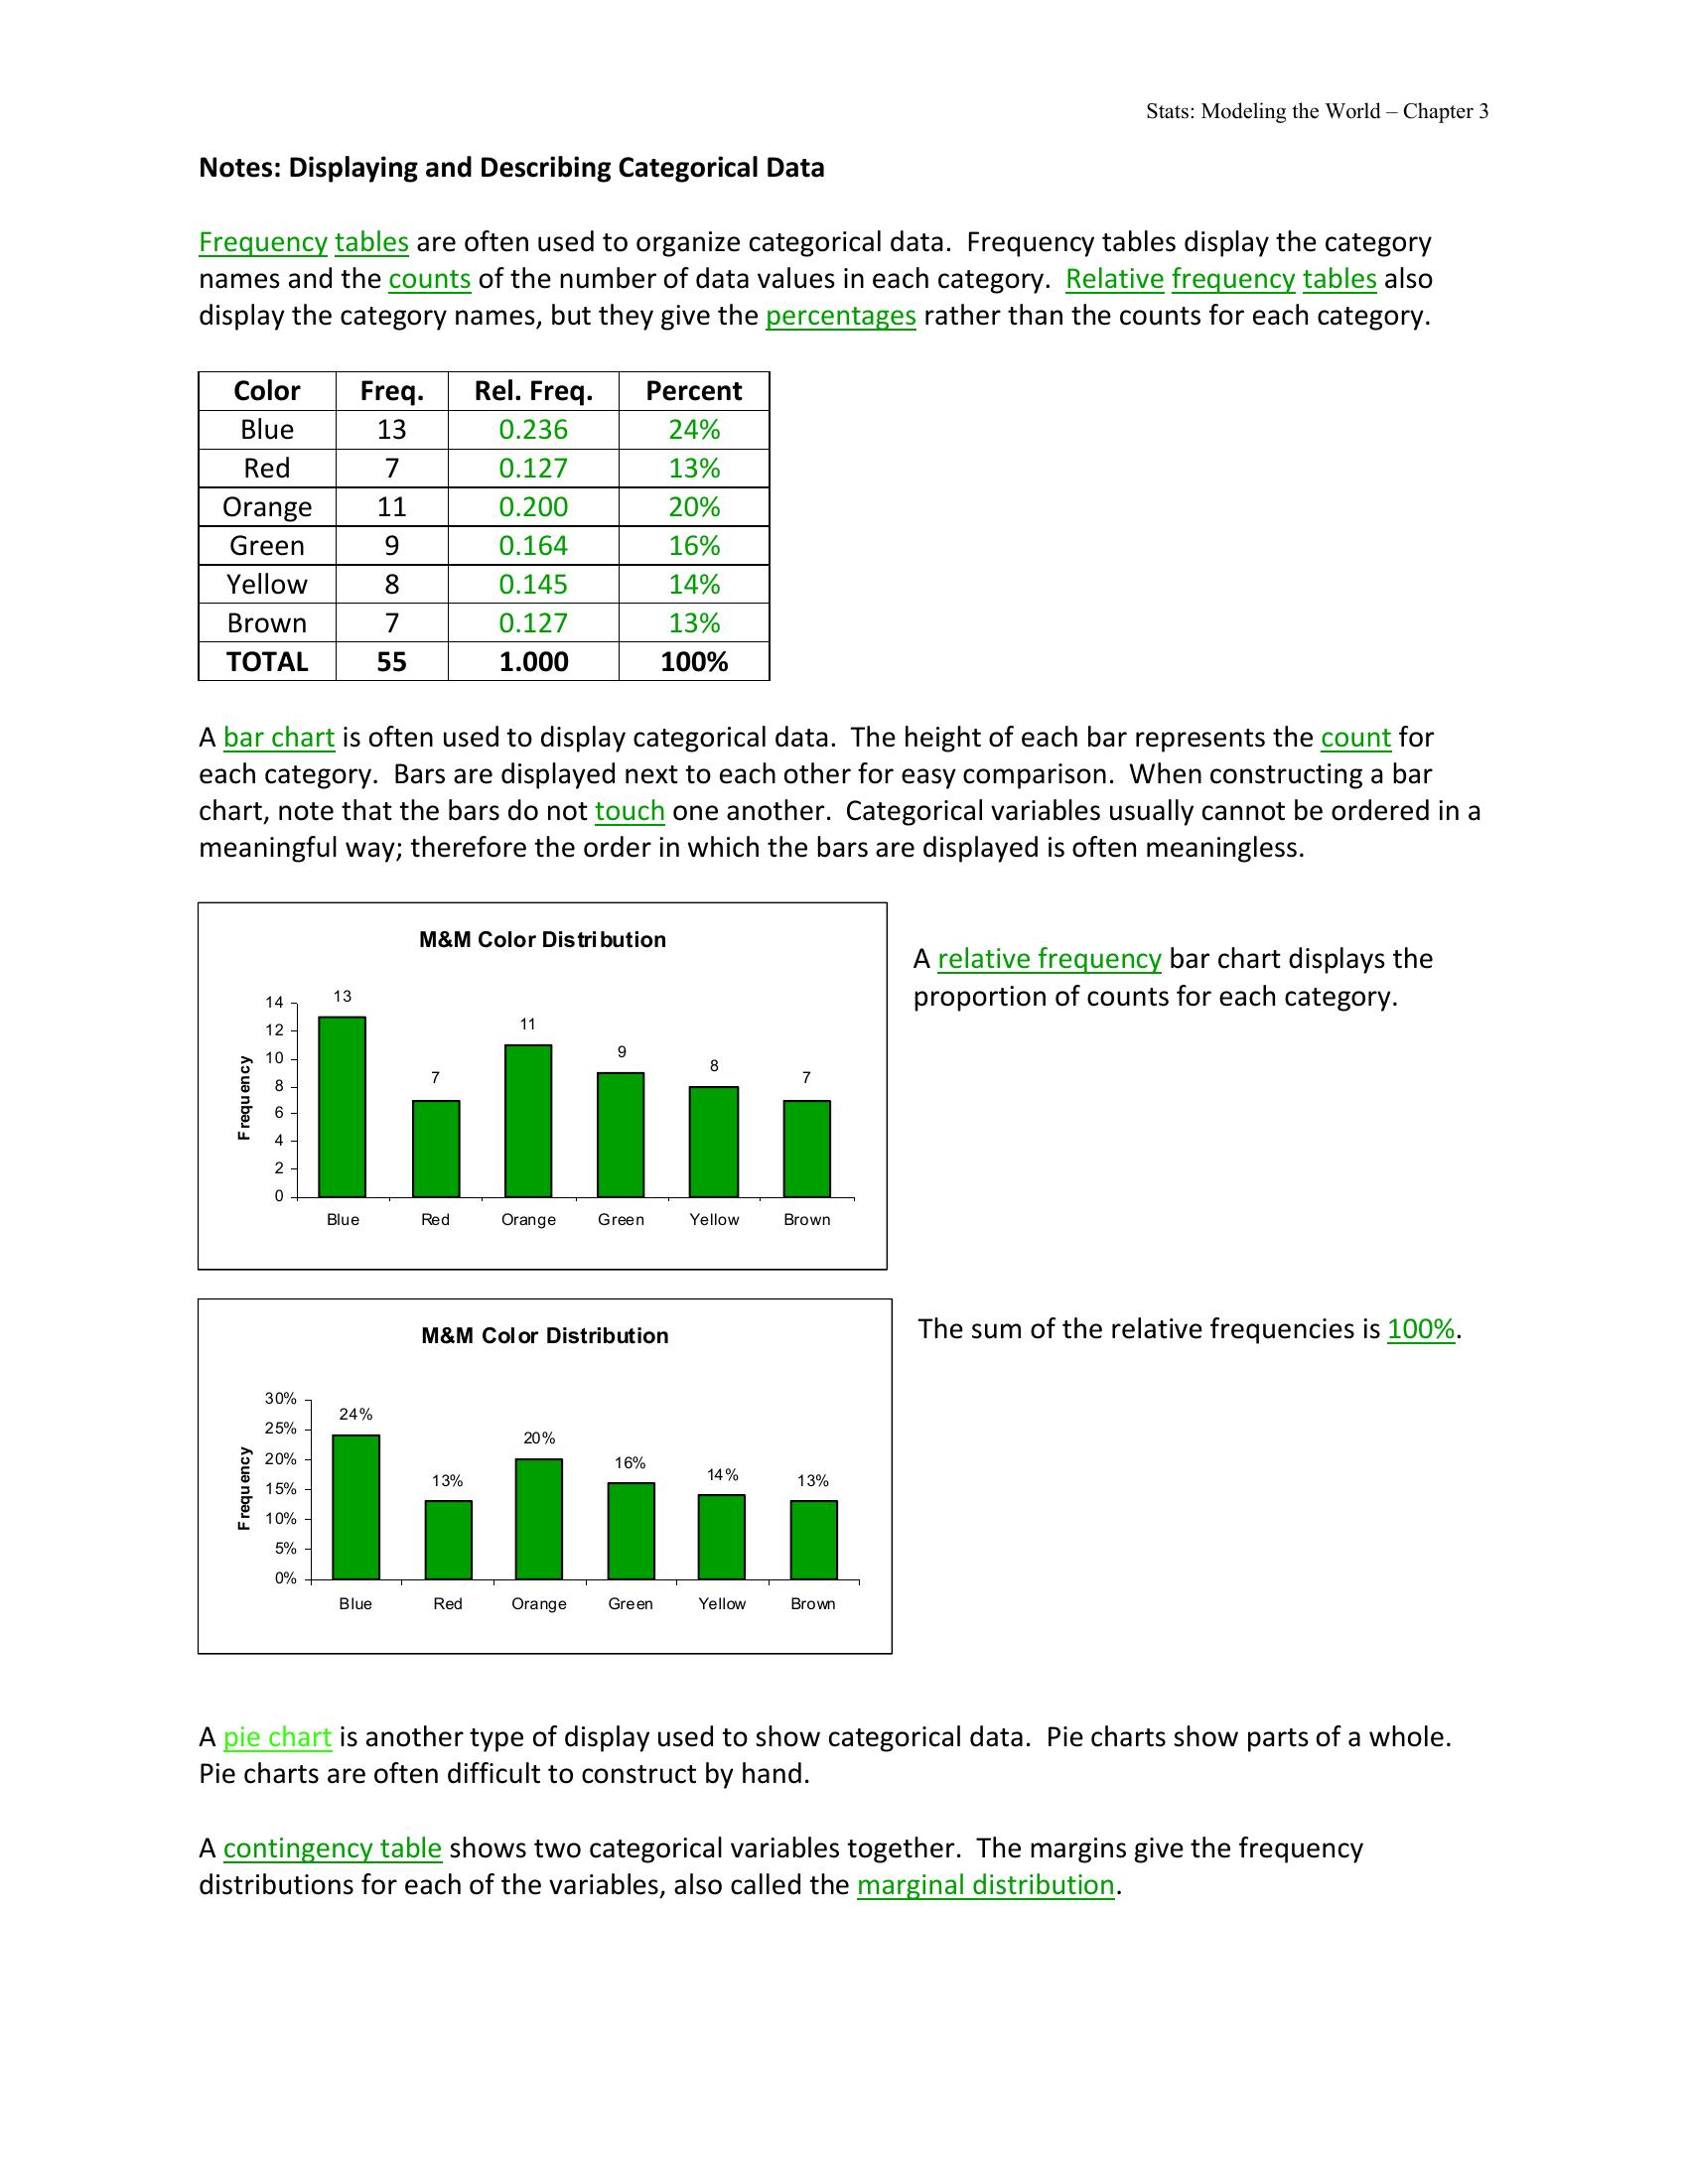 Stats: Modeling the World – Chapter 3
Notes: Displaying and Describing Categorical Data
Frequency tables are often used to organize categorical data.  Frequency tables display the category
names and the counts of the number of data values in each category.  Relative frequency tables also
display the category names, but they give the percentages rather than the counts for each category.
Color Freq. Rel. Freq. Percent
Blue 13 0.236 24%
Red 7 0.127 13%
Orange 11 0.200 20%
Green 9 0.164 16%
Yellow 8 0.145 14%
Brown 7 0.127 13%
TOTAL 55 1.000 100%
A bar chart is often used to display categorical data.  The height of each bar represents the count for
each category.  Bars are displayed next to each other for easy comparison.  When constructing a bar
chart, note that the bars do not touch one another.  Categorical variables usually cannot be ordered in a
meaningful way; therefore the order in which the bars are displayed is often meaningless.
M&M Color Distribution
Frequency
14
12
10
8
6
4
2
0
13 7 11 9 8 7
Blue Red Orange Green Yellow Brown
A relative frequency bar chart displays the
proportion of counts for each category.
M&M Color Distribution
Frequency
30%
25%
20%
15%
10%
5%
0%
24% 13% 20% 16% 14% 13%
Blue Red Orange Green Yellow Brown
The sum of the relative frequencies is 100%.
A pie chart is another type of display used to show categorical data.  Pie charts show parts of a whole.
Pie charts are often difficult to construct by hand.
A contingency table shows two categorical variables together.  The margins give the frequency
distributions for each of the variables, also called the marginal distribution.